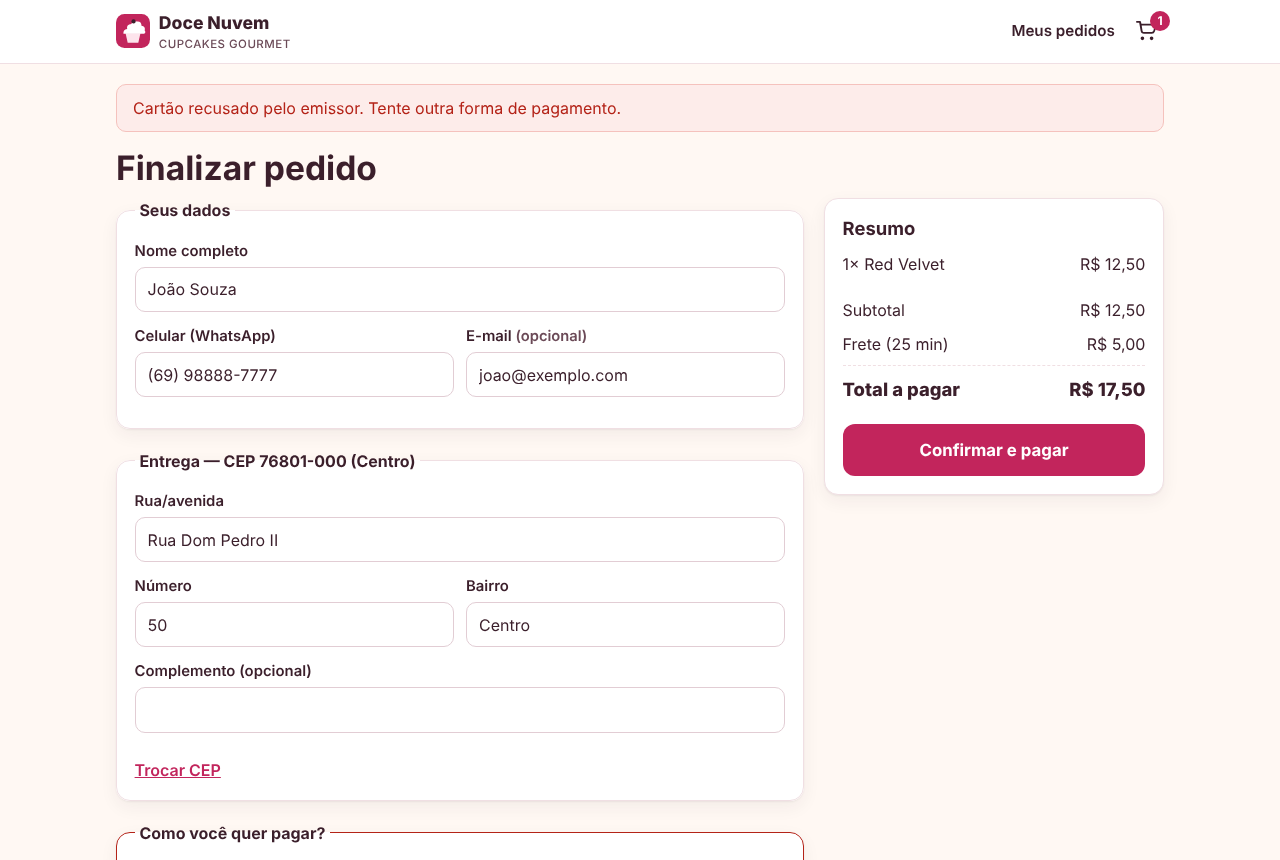 Doce Nuvem
CUPCAKES GOURMET
Meus pedidos
1
Cartão recusado pelo emissor. Tente outra forma de pagamento.
Finalizar pedido
Seus dados
Nome completo
João Souza
Celular (WhatsApp)
E-mail (opcional)
(69) 98888-7777
joao@exemplo.com
Entrega — CEP 76801-000 (Centro)
Rua/avenida
Rua Dom Pedro II
Número
Bairro
50
Centro
Complemento (opcional)
Trocar CEP
Como você quer pagar?
Resumo
1× Red Velvet R$ 12,50
Subtotal R$ 12,50
Frete (25 min) R$ 5,00
Total a pagar R$ 17,50
Confirmar e pagar